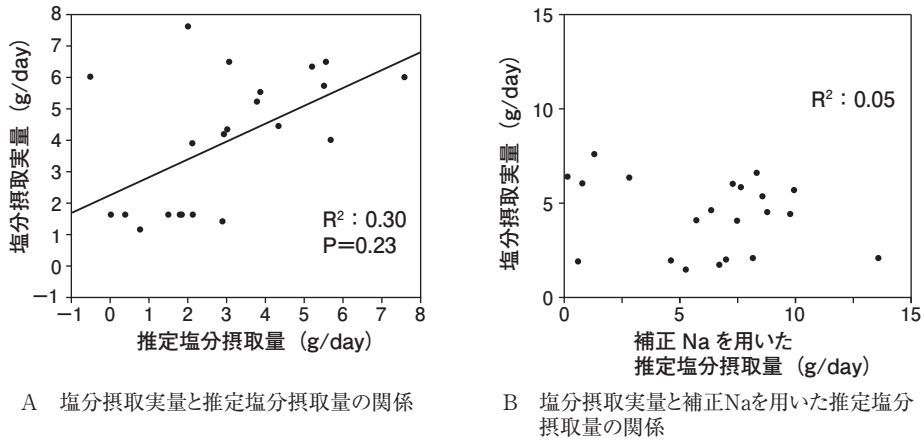 8
7
6
5
4
3
2
1
0
−1
−1 0 1 2 3 4 5 6 7 8
塩分摂取実量（g/day）
推定塩分摂取量（g/day）
R²：0.30
P＝0.23
A 塩分摂取実量と推定塩分摂取量の関係
15
10
5
0
0 5 10 15
塩分摂取実量（g/day）
補正 Na を用いた
推定塩分摂取量（g/day）
R²：0.05
B 塩分摂取実量と補正Naを用いた推定塩分
摂取量の関係